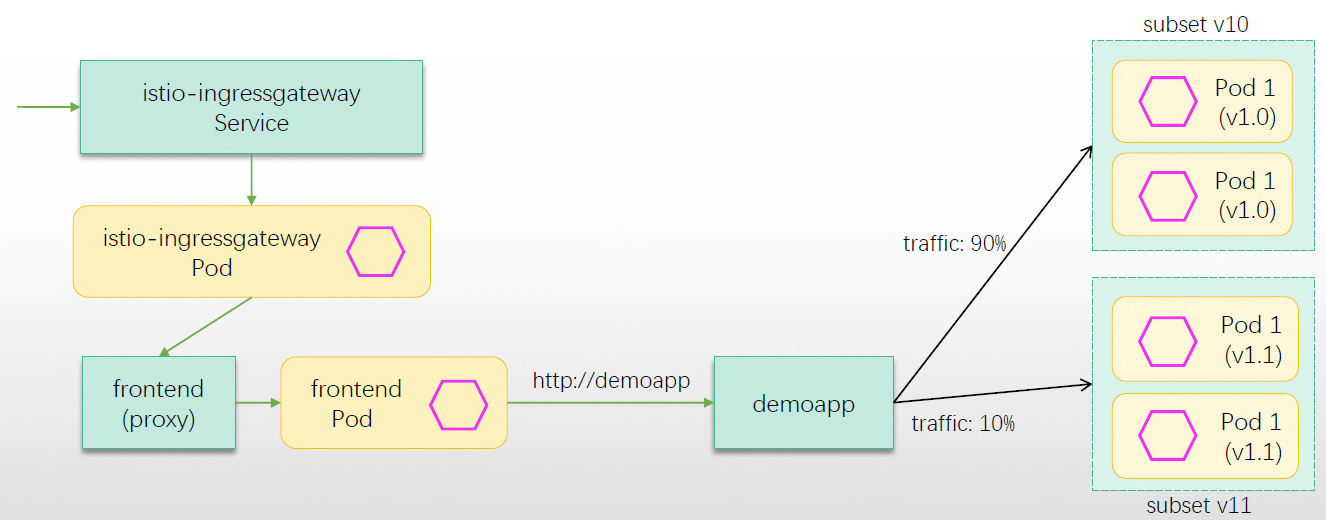 istio-ingressgateway
Service
istio-ingressgateway
Pod
frontend
(proxy)
frontend
Pod
http://demoapp
demoapp
traffic: 90%
traffic: 10%
subset v10
Pod 1
(v1.0)
Pod 1
(v1.0)
Pod 1
(v1.1)
Pod 1
(v1.1)
subset v11